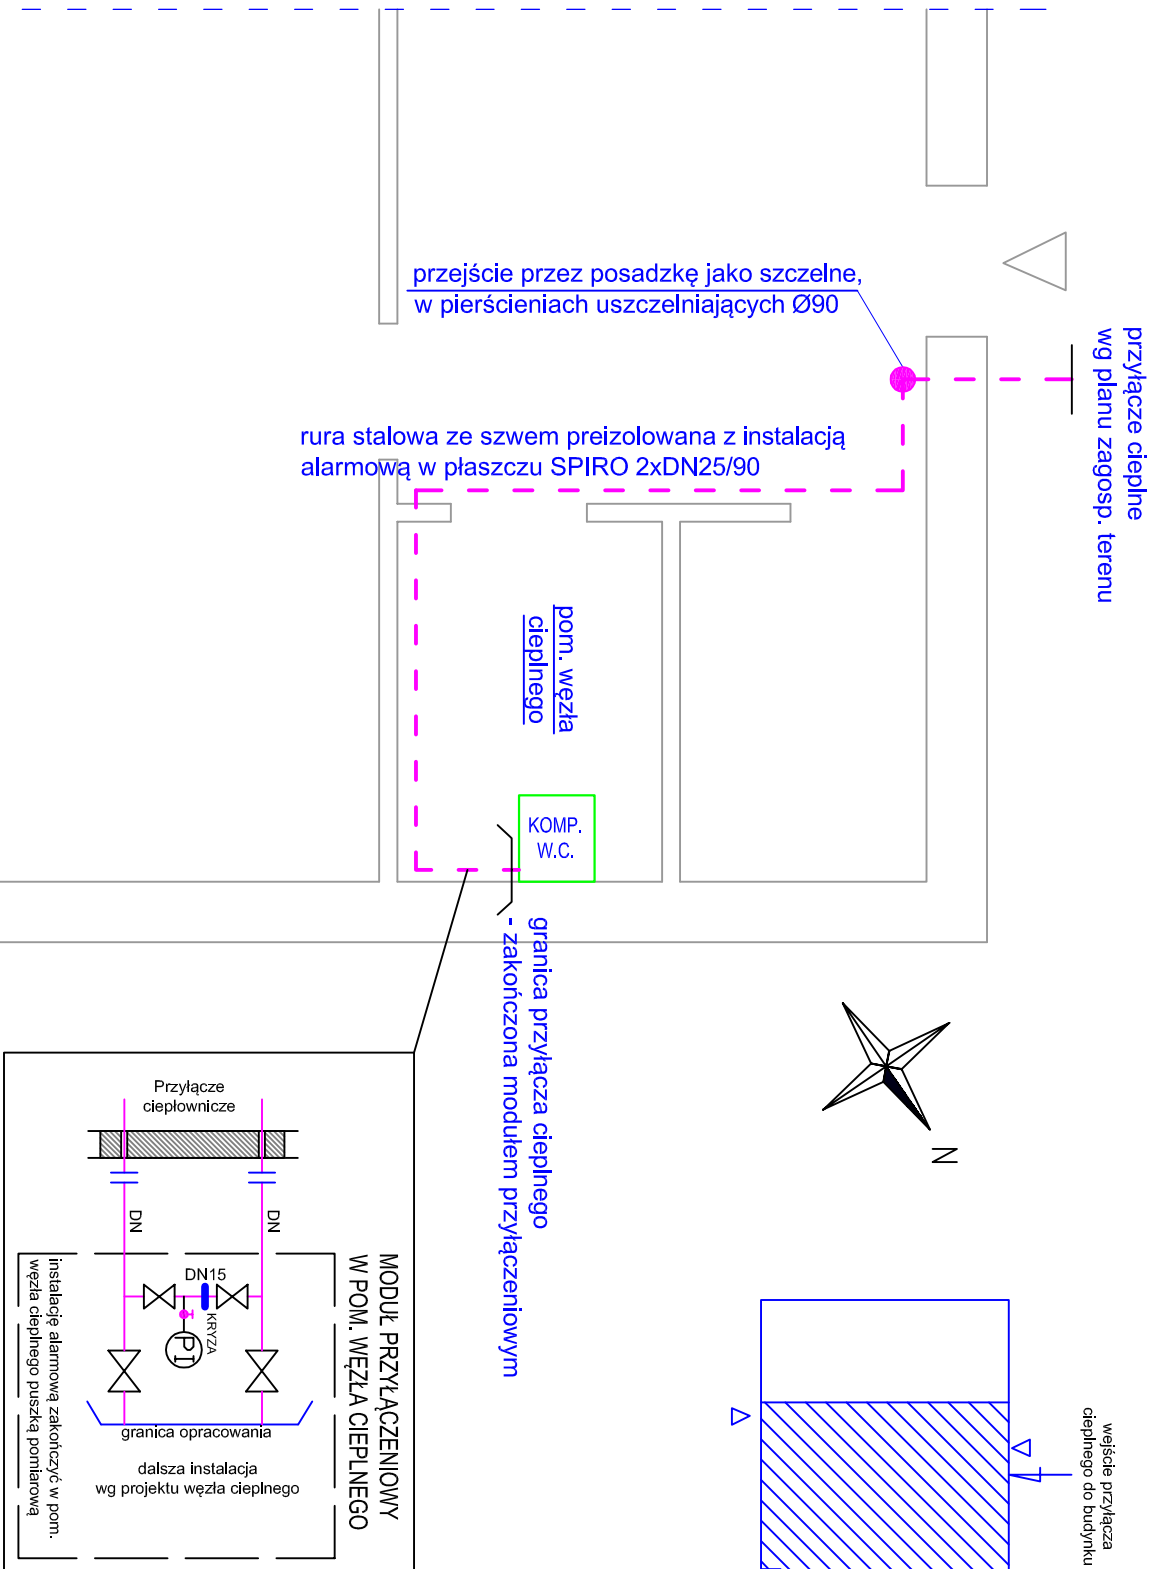 przejście przez posadzkę jako szczelne,
w pierścieniach uszczelniających Ø90
przyłącze cieplne
wg planu zagosp. terenu
rura stalowa ze szwem preizolowana z instalacją
alarmową w płaszczu SPIRO 2xDN25/90
pom. węzła
cieplnego
KOMP.
W.C.
granica przyłącza cieplnego
- zakończona modułem przyłączeniowym
N
Przyłącze
ciepłownicze
DN
DN
DN15
KRYZA
PI
MODUŁ PRZYŁĄCZENIOWY
W POM. WĘZŁA CIEPLNEGO
granica opracowania
dalsza instalacja
wg projektu węzła cieplnego
instalację alarmową zakończyć w pom.
węzła cieplnego puszką pomiarową
wejście przyłącza
cieplnego do budynku